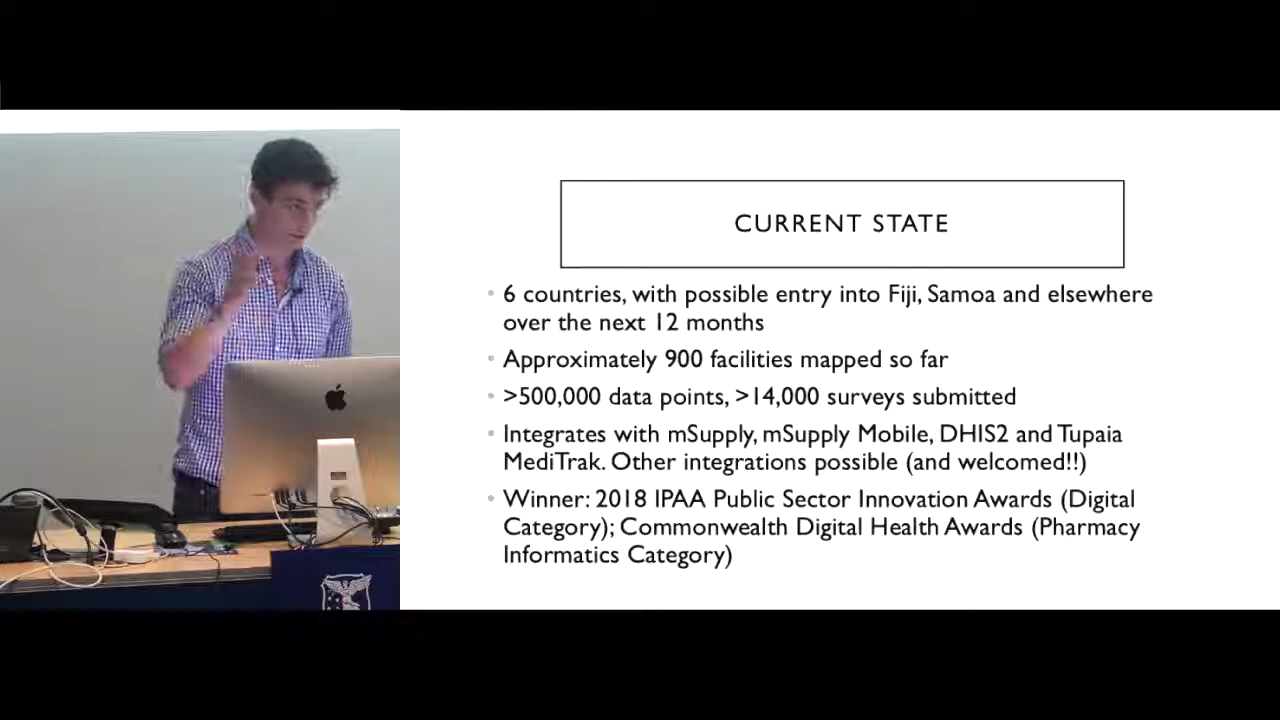 CURRENT STATE
6 countries, with possible entry into Fiji, Samoa and elsewhere
over the next 12 months
Approximately 900 facilities mapped so far
>500,000 data points, >14,000 surveys submitted
Integrates with mSupply, mSupply Mobile, DHIS2 and Tupaia
MediTrak. Other integrations possible (and welcomed!!)
Winner: 2018 IPAA Public Sector Innovation Awards (Digital
Category); Commonwealth Digital Health Awards (Pharmacy
Informatics Category)